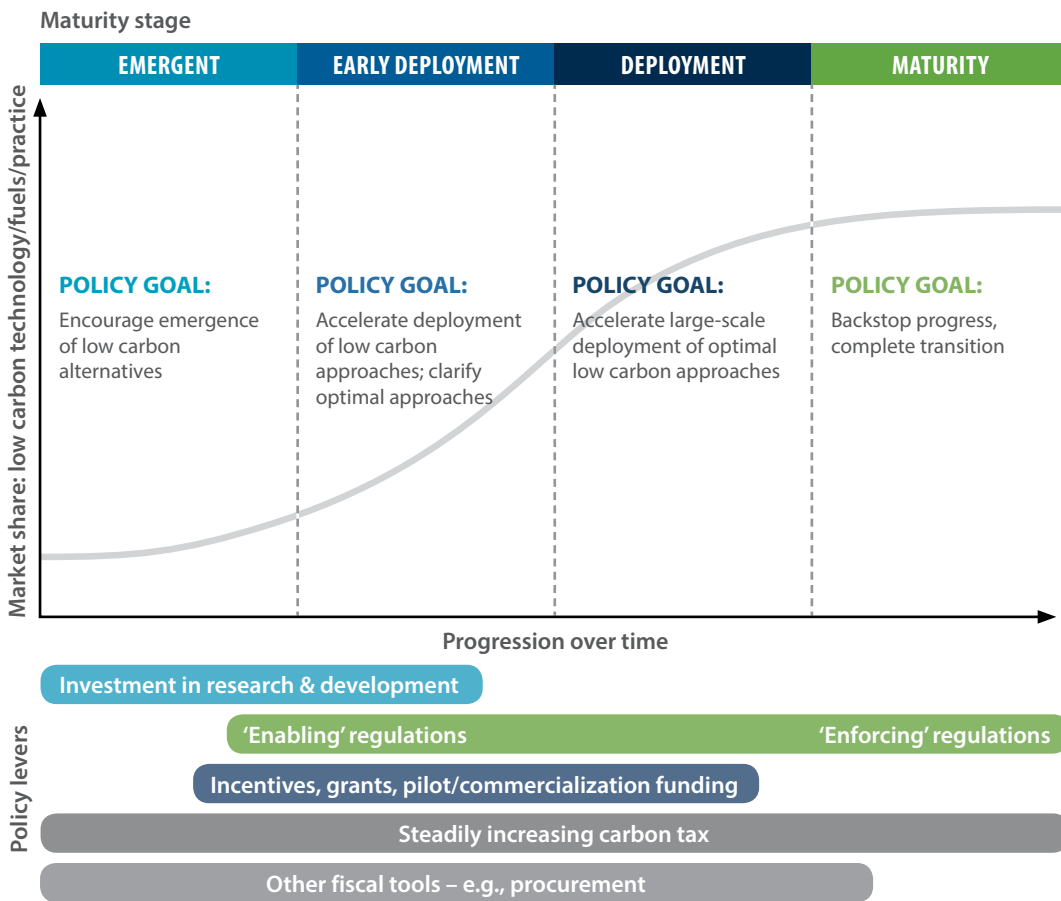 Maturity stage
EMERGENT
EARLY DEPLOYMENT
DEPLOYMENT
MATURITY
Market share: low carbon technology/fuels/practice
POLICY GOAL:
Encourage emergence
of low carbon
alternatives
POLICY GOAL:
Accelerate deployment
of low carbon
approaches; clarify
optimal approaches
POLICY GOAL:
Accelerate large-scale
deployment of optimal
low carbon approaches
POLICY GOAL:
Backstop progress,
complete transition
Progression over time
Policy levers
Investment in research & development
‘Enabling’ regulations
‘Enforcing’ regulations
Incentives, grants, pilot/commercialization funding
Steadily increasing carbon tax
Other fiscal tools – e.g., procurement